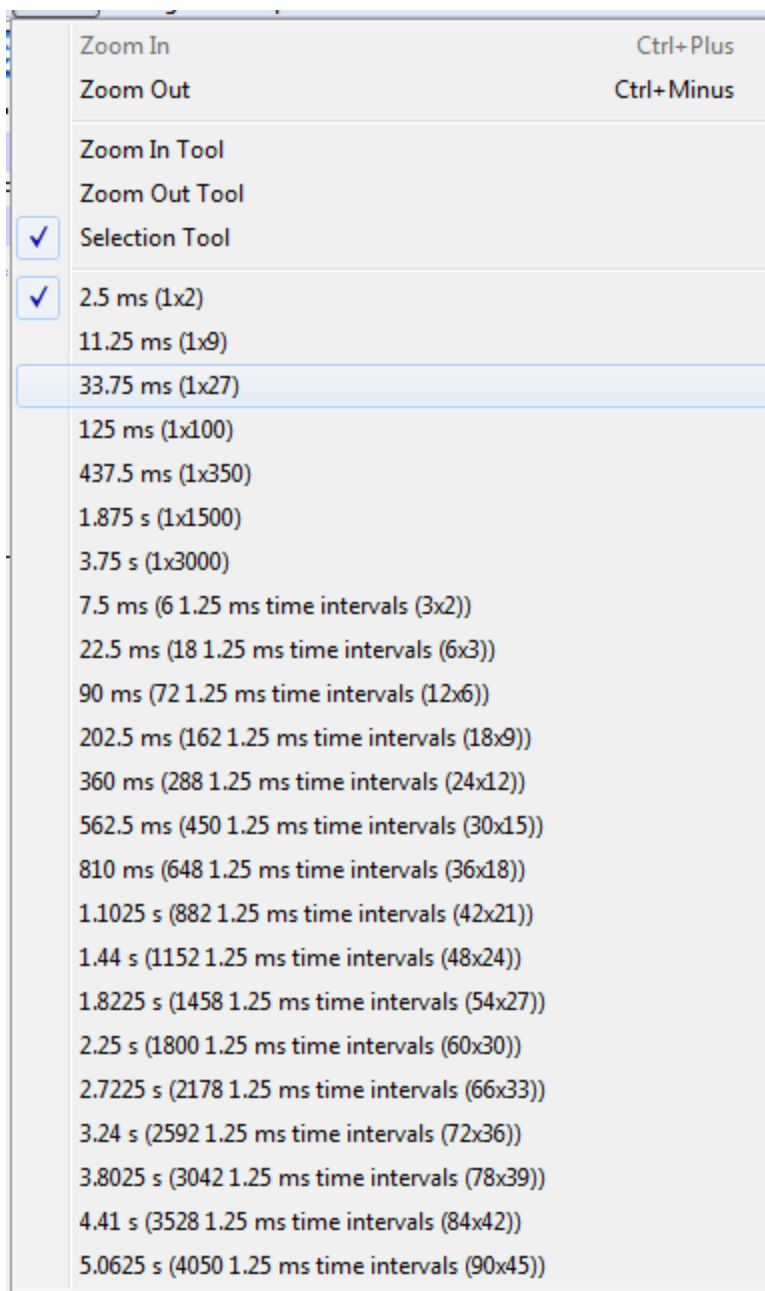 Zoom In Ctrl+Plus
Zoom Out Ctrl+Minus
Zoom In Tool
Zoom Out Tool
Selection Tool
2.5 ms (1x2)
11.25 ms (1x9)
33.75 ms (1x27)
125 ms (1x100)
437.5 ms (1x350)
1.875 s (1x1500)
3.75 s (1x3000)
7.5 ms (6 1.25 ms time intervals (3x2))
22.5 ms (18 1.25 ms time intervals (6x3))
90 ms (72 1.25 ms time intervals (12x6))
202.5 ms (162 1.25 ms time intervals (18x9))
360 ms (288 1.25 ms time intervals (24x12))
562.5 ms (450 1.25 ms time intervals (30x15))
810 ms (648 1.25 ms time intervals (36x18))
1.1025 s (882 1.25 ms time intervals (42x21))
1.44 s (1152 1.25 ms time intervals (48x24))
1.8225 s (1458 1.25 ms time intervals (54x27))
2.25 s (1800 1.25 ms time intervals (60x30))
2.7225 s (2178 1.25 ms time intervals (66x33))
3.24 s (2592 1.25 ms time intervals (72x36))
3.8025 s (3042 1.25 ms time intervals (78x39))
4.41 s (3528 1.25 ms time intervals (84x42))
5.0625 s (4050 1.25 ms time intervals (90x45))